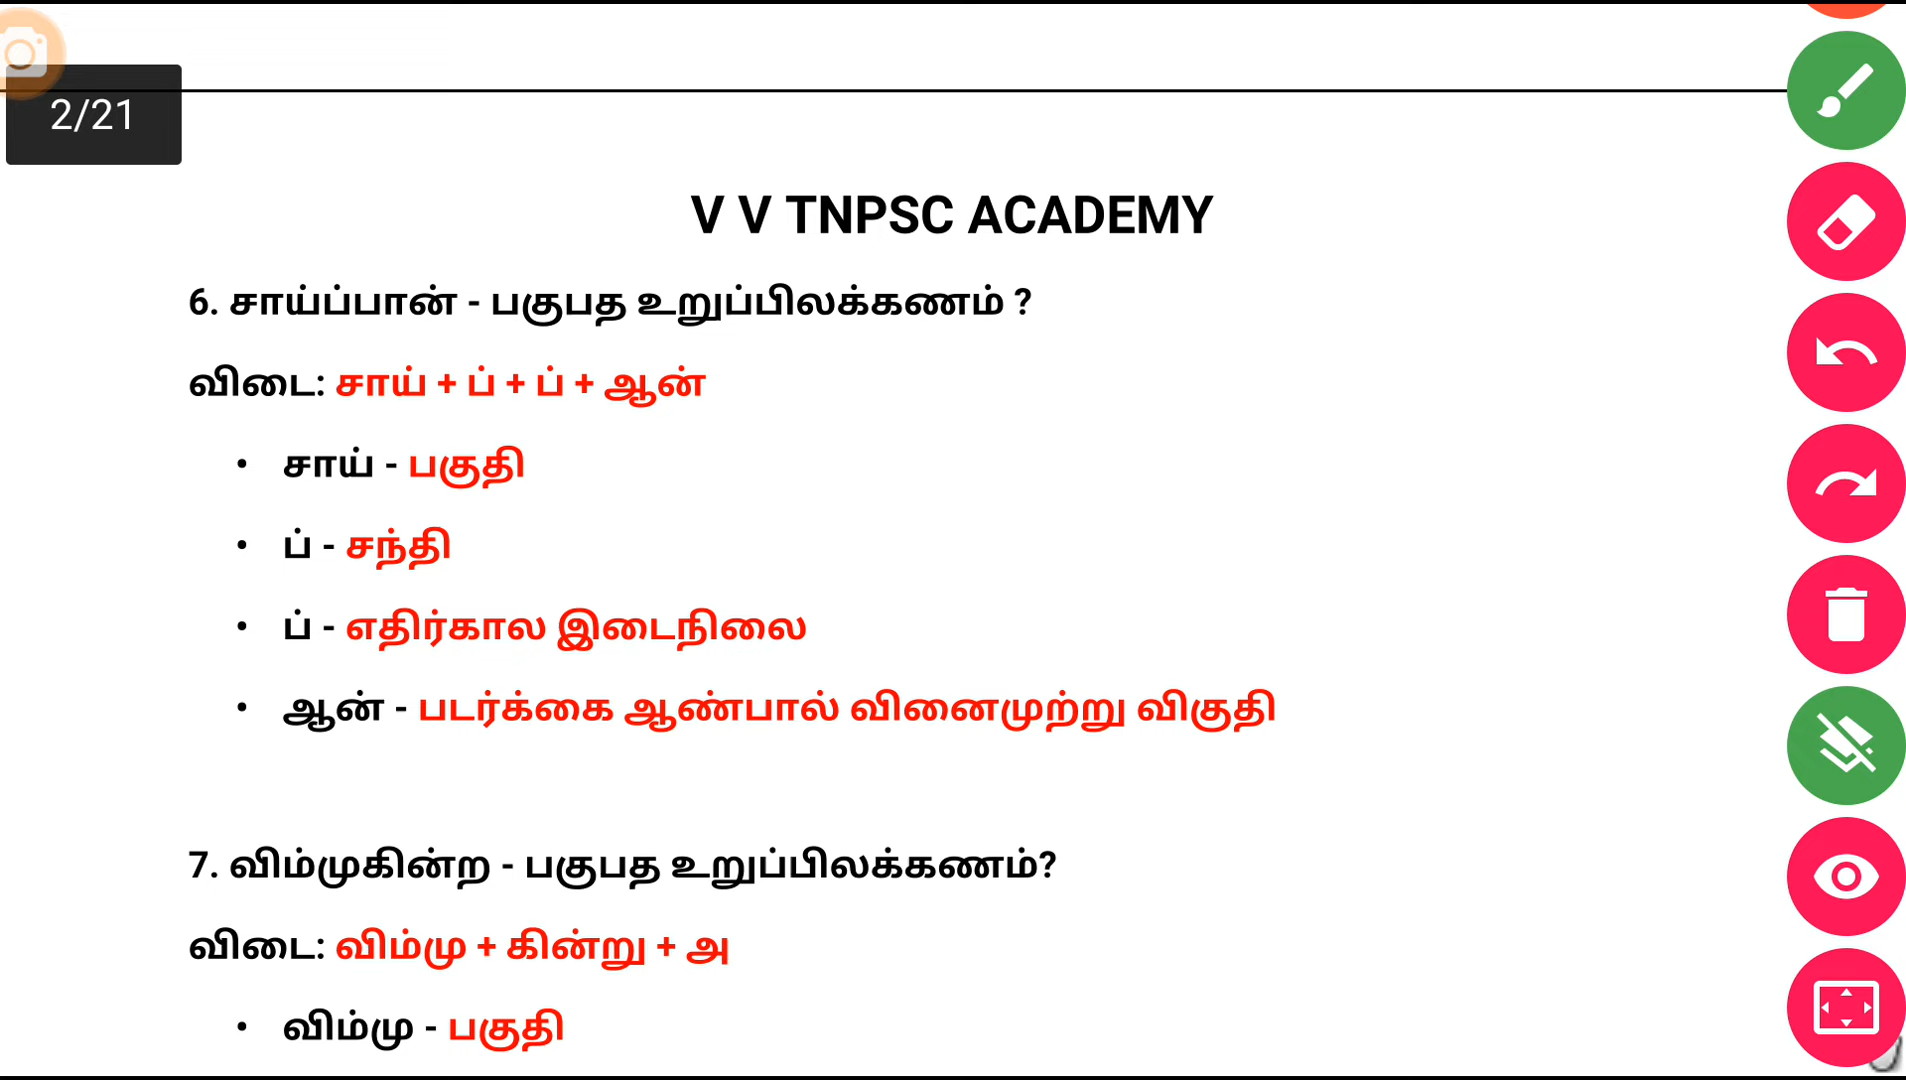 2/21
V V TNPSC ACADEMY
6. சாய்ப்பான் - பகுபத உறுப்பிலக்கணம் ?
விடை: சாய் + ப் + ப் + ஆன்
• சாய் - பகுதி
• ப் - சந்தி
• ப் - எதிர்கால இடைநிலை
• ஆன் - படர்க்கை ஆண்பால் வினைமுற்று விகுதி
7. விம்முகின்ற - பகுபத உறுப்பிலக்கணம்?
விடை: விம்மு + கின்று + அ
• விம்மு - பகுதி